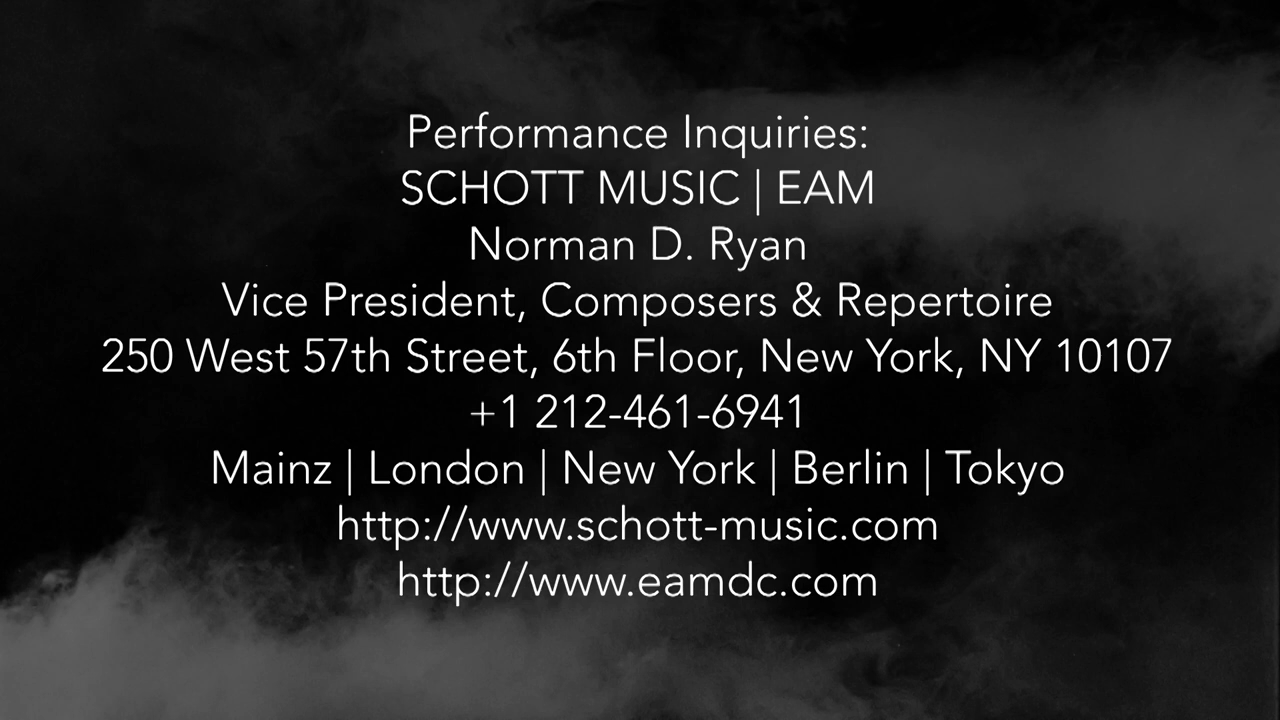 Performance Inquiries:
SCHOTT MUSIC | EAM
Norman D. Ryan
Vice President, Composers & Repertoire
250 West 57th Street, 6th Floor, New York, NY 10107
+1 212-461-6941
Mainz | London | New York | Berlin | Tokyo
http://www.schott-music.com
http://www.eamdc.com